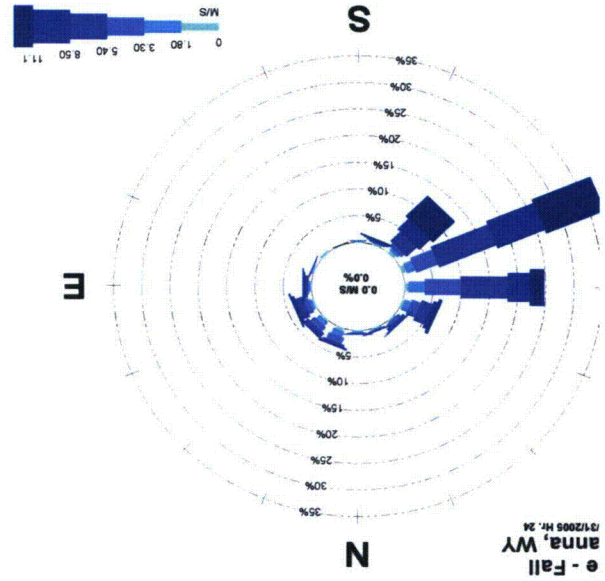 e - Fall
anna, WY
/31/2005 Hr. 24
N
35%
30%
25%
20%
15%
10%
5%
0.0 M/S
0.0%
E
5%
10%
15%
20%
25%
30%
35%
S
0 1.80 3.30 5.40 8.50 11.1
M/S